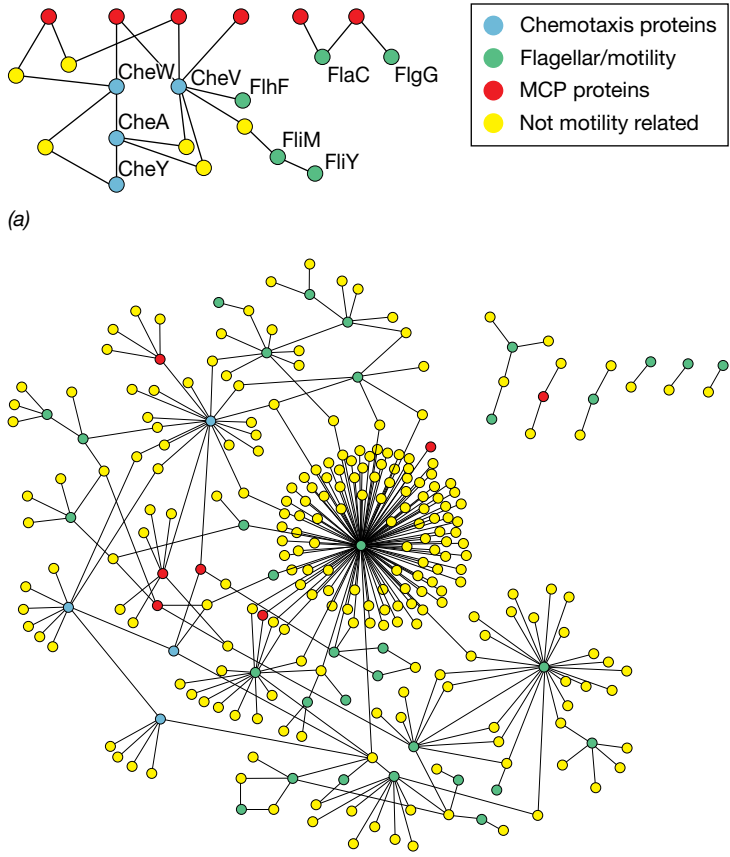 Chemotaxis proteins
Flagellar/motility
MCP proteins
Not motility related
CheW
CheV
FlhF
FlaC
FlgG
CheA
FliM
CheY
FliY
(a)